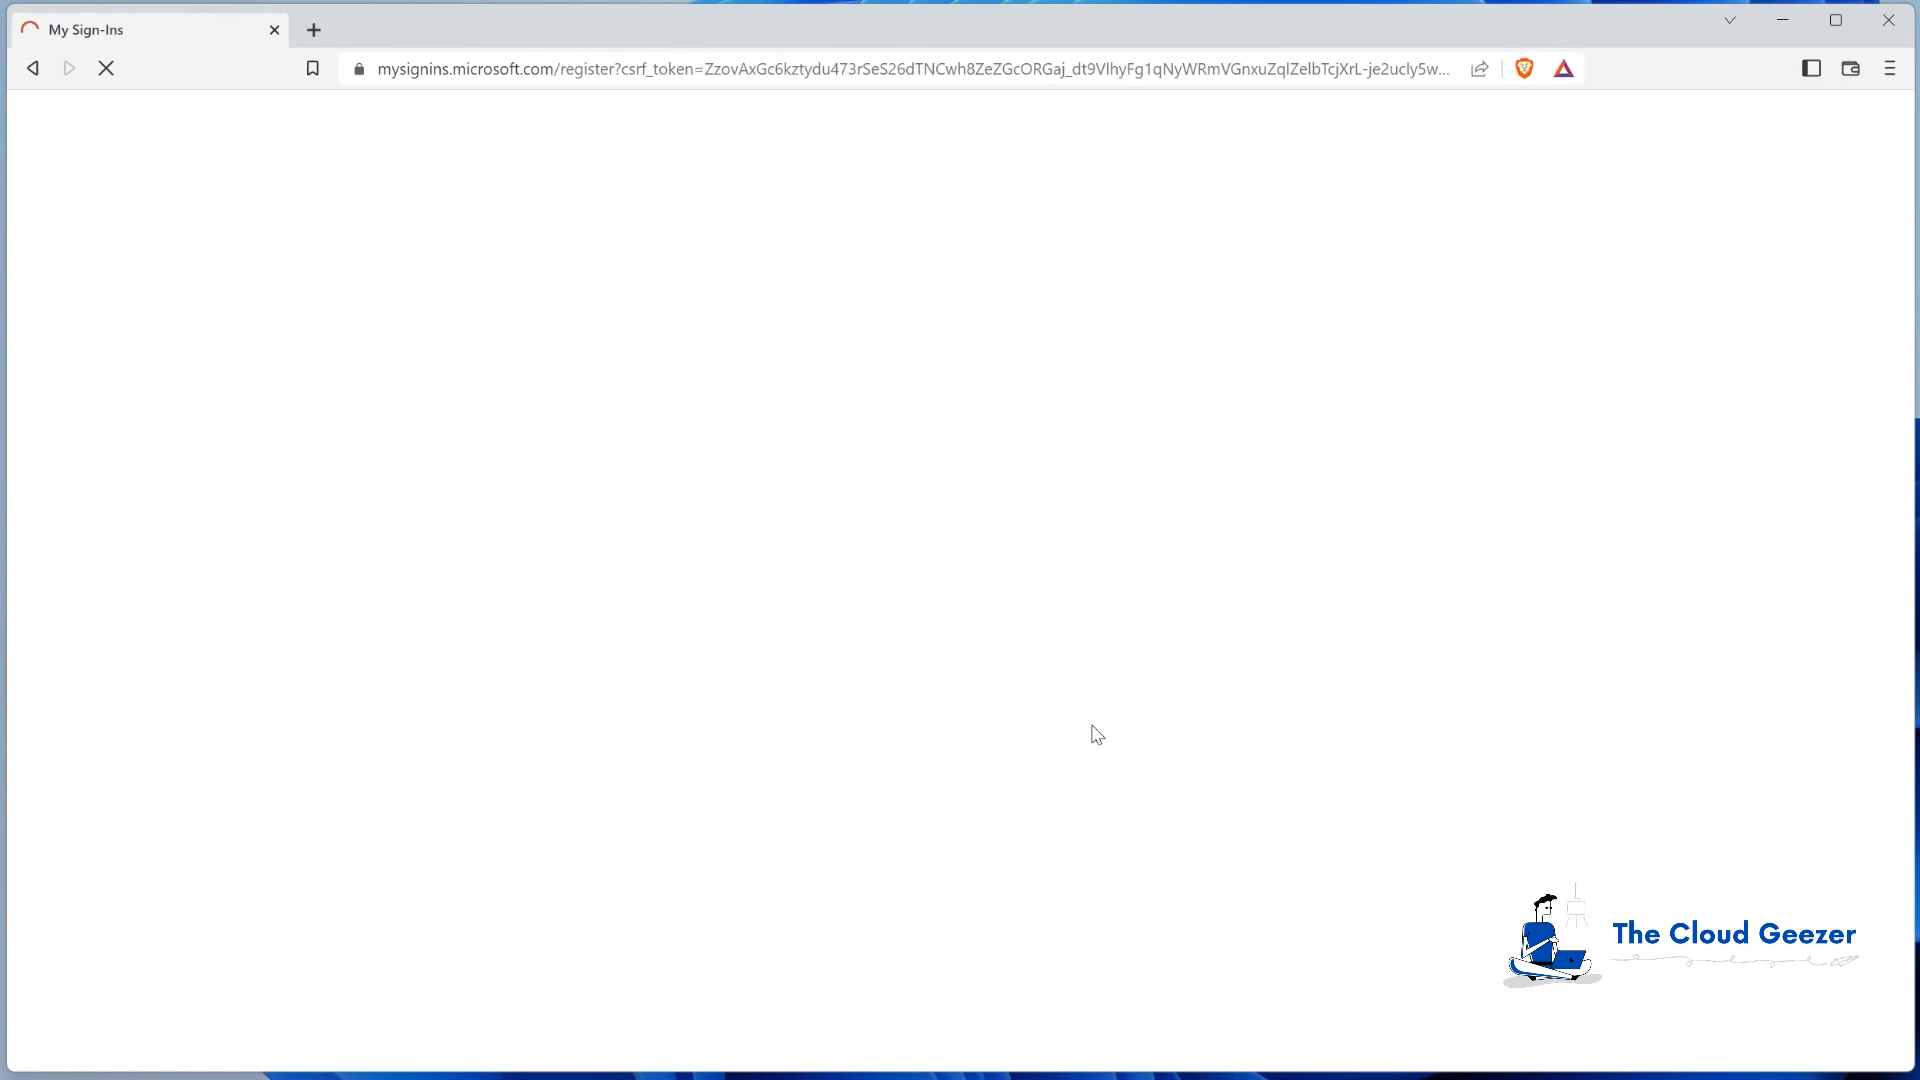 My Sign-Ins
mysignins.microsoft.com/register?csrf_token=ZzovAxGc6kztydu473rSeS26dTNCwh8ZeZGcORGaj_dt9VlhyFg1qNyWRmVGnxuZqlZelbTcjXrL-je2ucly5w...
The Cloud Geezer